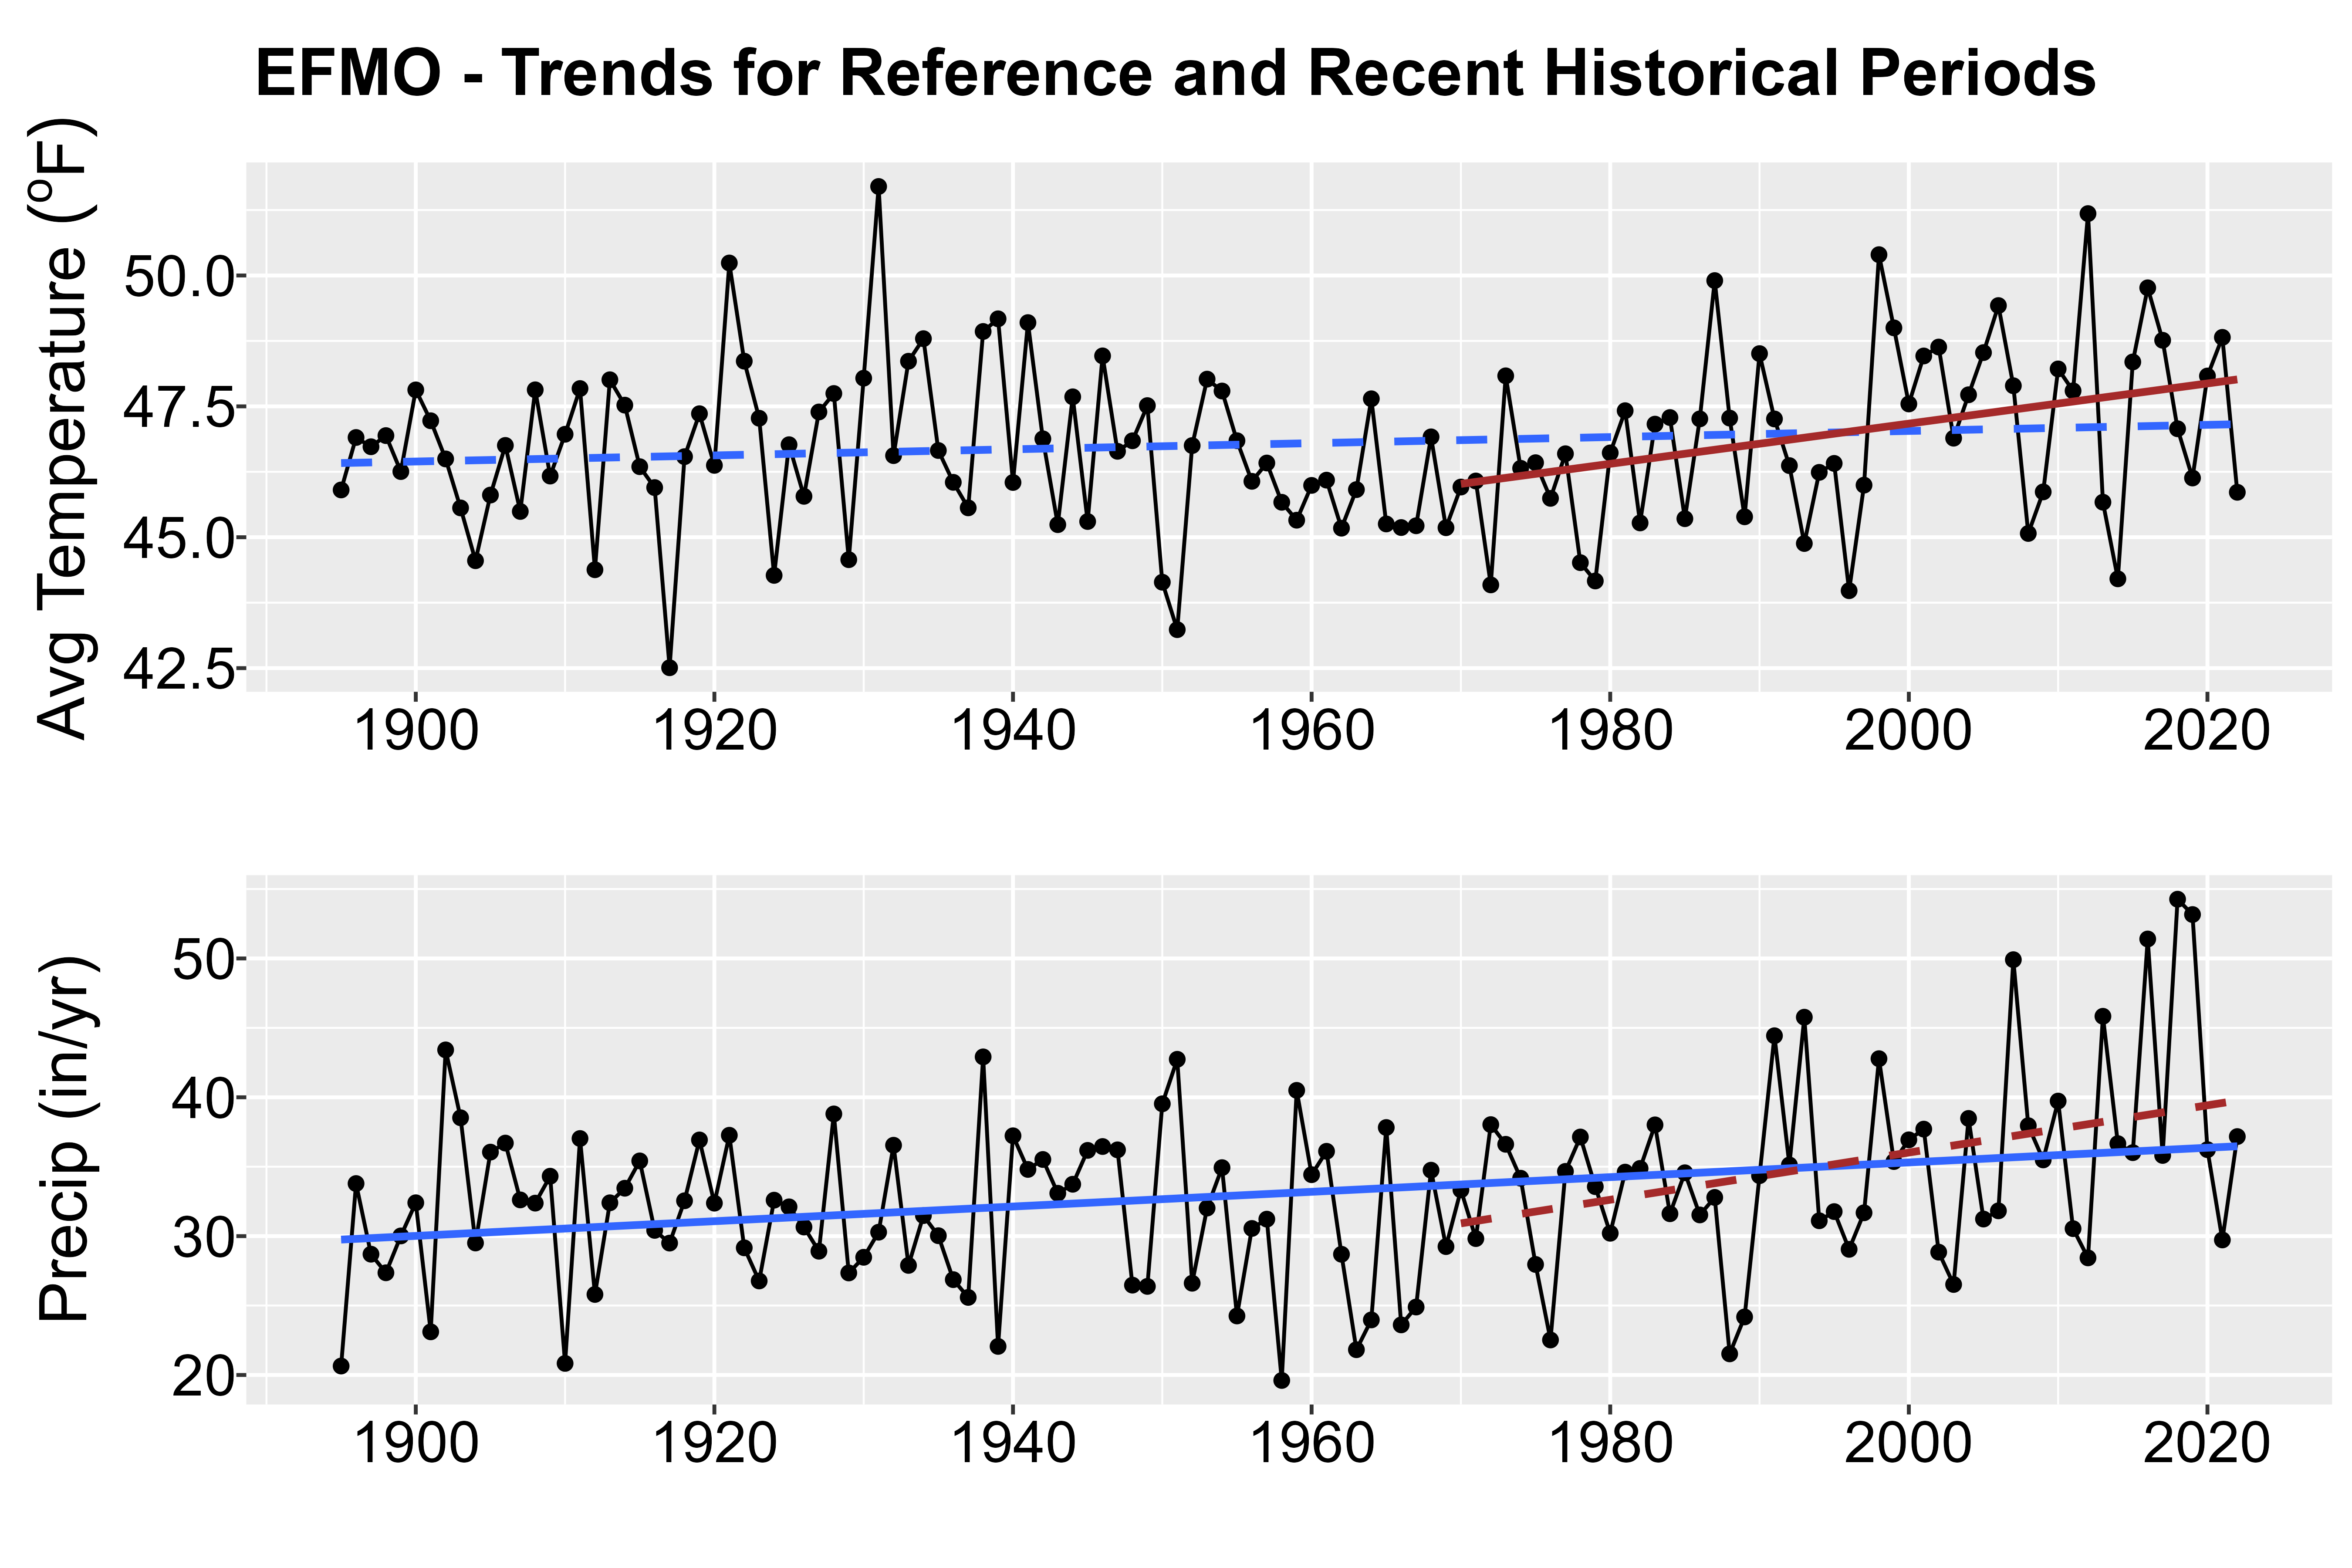 EFMO - Trends for Reference and Recent Historical Periods
Avg Temperature (ºF)
50.0
47.5
45.0
42.5
1900 1920 1940 1960 1980 2000 2020
Precip (in/yr)
50
40
30
20
1900 1920 1940 1960 1980 2000 2020